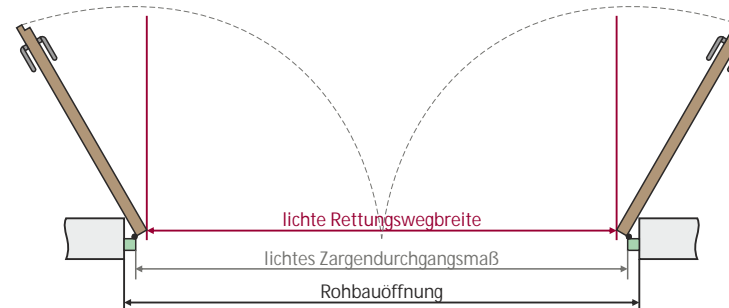 lichte Rettungswegbreite
lichtes Zargendurchgangsmaß
Rohbauöffnung